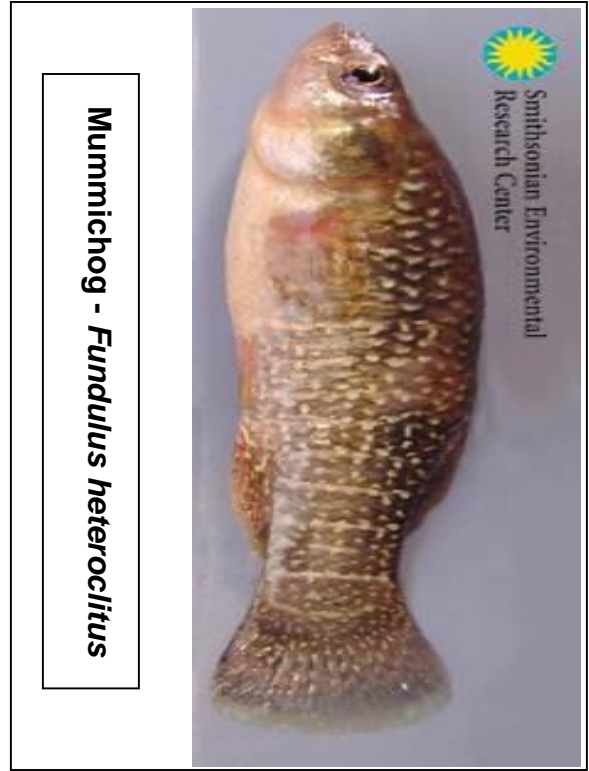 Smithsonian Environmental
Research Center
Mummichog - Fundulus heteroclitus